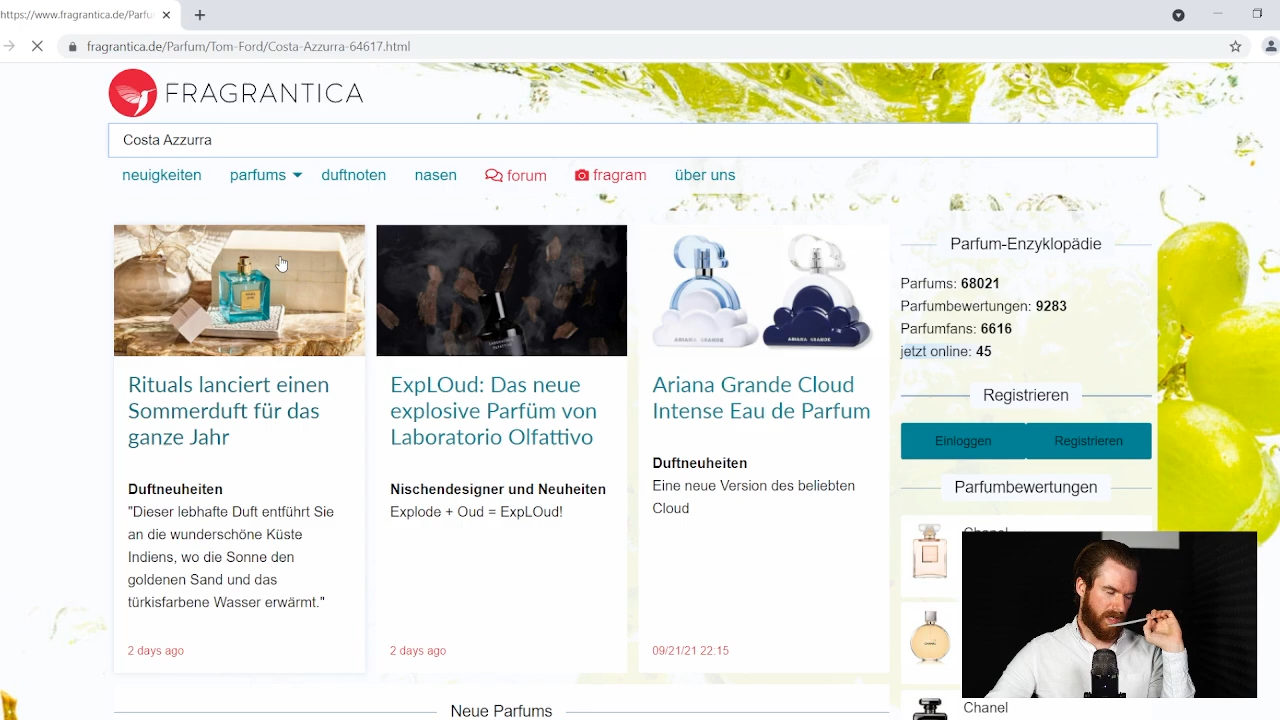 https://www.fragrantica.de/Parfu
fragrantica.de/Parfum/Tom-Ford/Costa-Azzurra-64617.html
FRAGRANTICA
Costa Azzurra
neuigkeiten parfums duftnoten nasen forum fragram über uns
Rituals lanciert einen
Sommerduft für das
ganze Jahr
Duftneuheiten
"Dieser lebhafte Duft entführt Sie
an die wunderschöne Küste
Indiens, wo die Sonne den
goldenen Sand und das
türkisfarbene Wasser erwärmt."
2 days ago
ExpLOud: Das neue
explosive Parfüm von
Laboratorio Olfattivo
Nischendesigner und Neuheiten
Explode + Oud = ExpLOud!
2 days ago
ARIANA GRANDE
ARIANA GRANDE
Ariana Grande Cloud
Intense Eau de Parfum
Duftneuheiten
Eine neue Version des beliebten
Cloud
09/21/21 22:15
Neue Parfums
Parfum-Enzyklopädie
Parfums: 68021
Parfumbewertungen: 9283
Parfumfans: 6616
jetzt online: 45
Registrieren
Einloggen Registrieren
Parfumbewertungen
Chanel
Chanel